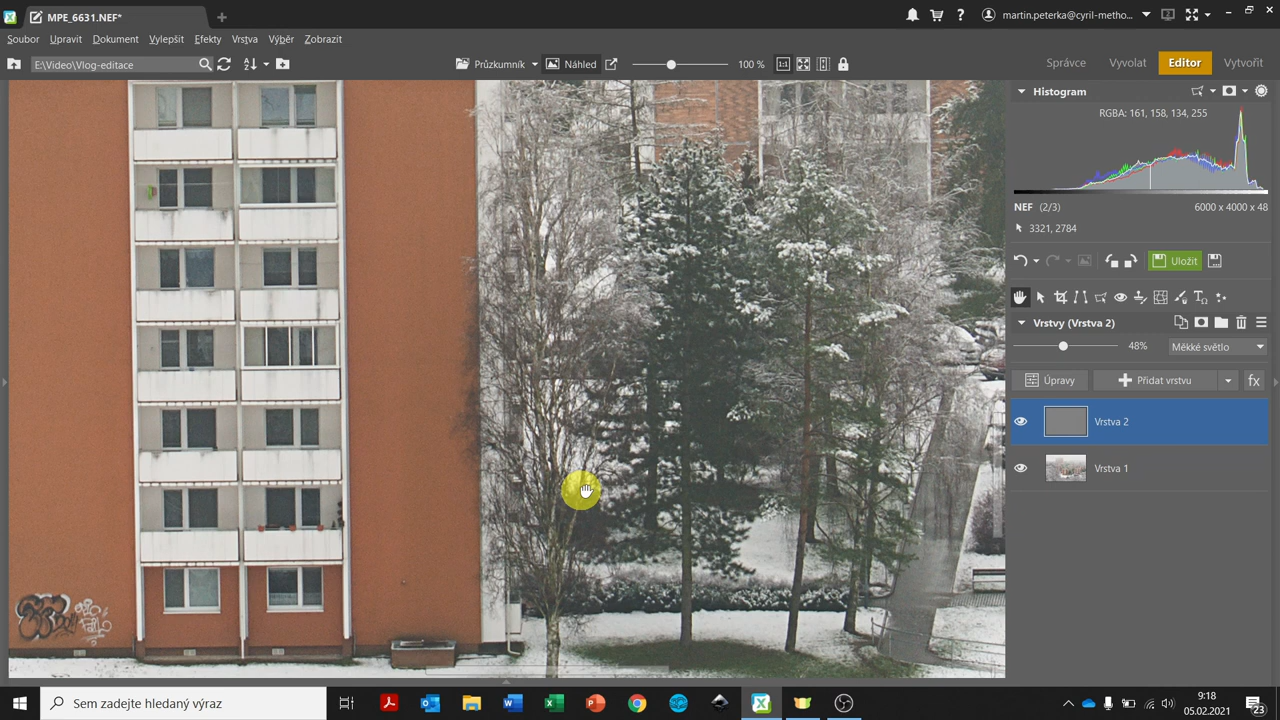 MPE_6631.NEF*
martin.peterka@cyril-metho...
Soubor Upravit Dokument Vylepšit Efekty Vrstva Výběr Zobrazit
E:\Video\Vlog-editace
Průzkumník
Náhled
100 %
Správce Vyvolat Editor Vytvořit
Histogram
RGBA: 161, 158, 134, 255
NEF (2/3) 6000 x 4000 x 48
3321, 2784
Uložit
Vrstvy (Vrstva 2)
48% Měkké světlo
Úpravy
Přidat vrstvu
fx
Vrstva 2
Vrstva 1
Sem zadejte hledaný výraz
9:18
05.02.2021
23